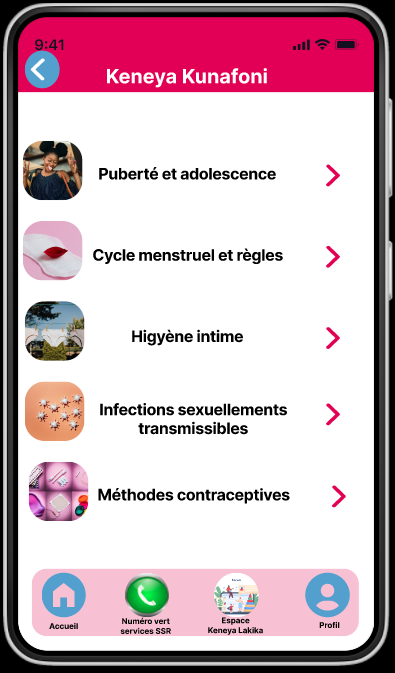 9:41
Keneya Kunafoni
Puberté et adolescence
Cycle menstruel et règles
Higyène intime
Infections sexuellements
transmissibles
Méthodes contraceptives
Accueil
Numéro vert
services SSR
Espace
Keneya Lakika
Profil